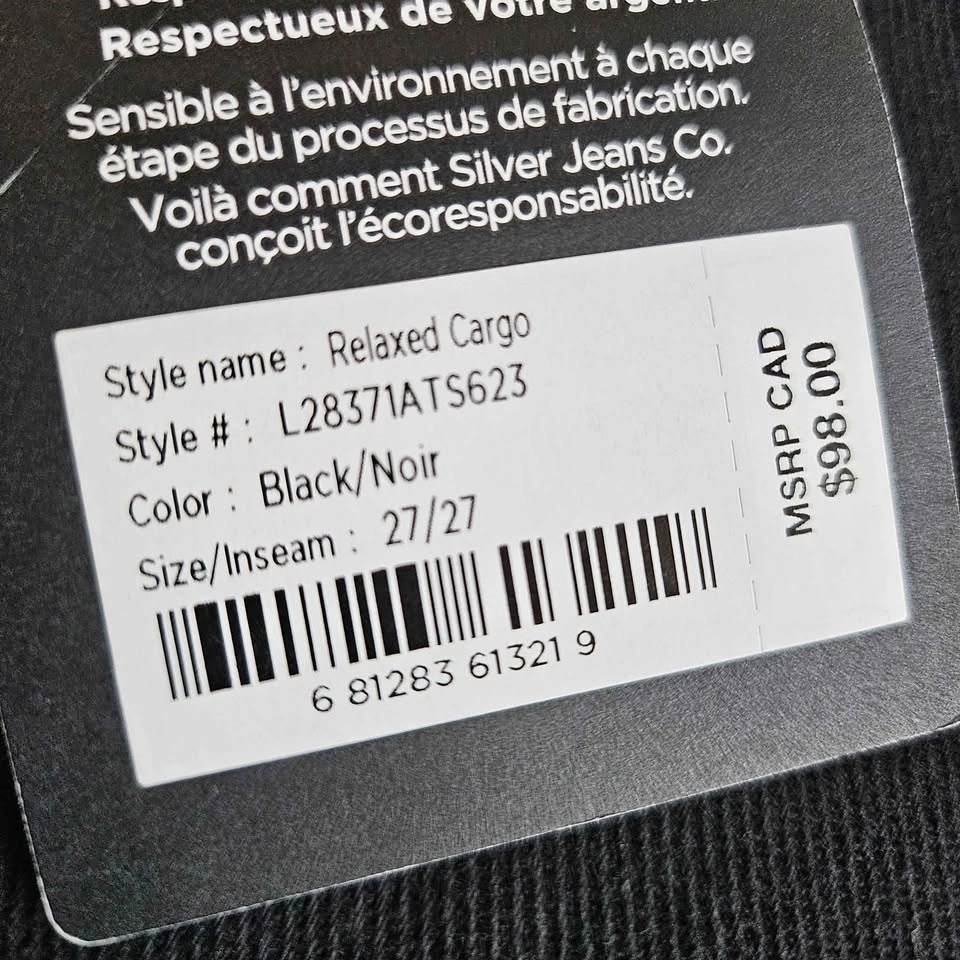 Respectueux de votre argent
Sensible à l'environnement à chaque
étape du processus de fabrication.
Voilà comment Silver Jeans Co.
conçoit l'écoresponsabilité.
Style name : Relaxed Cargo
Style # : L28371ATS623
Color : Black/Noir
Size/Inseam : 27/27
6 81283 61321 9
MSRP CAD
$98.00